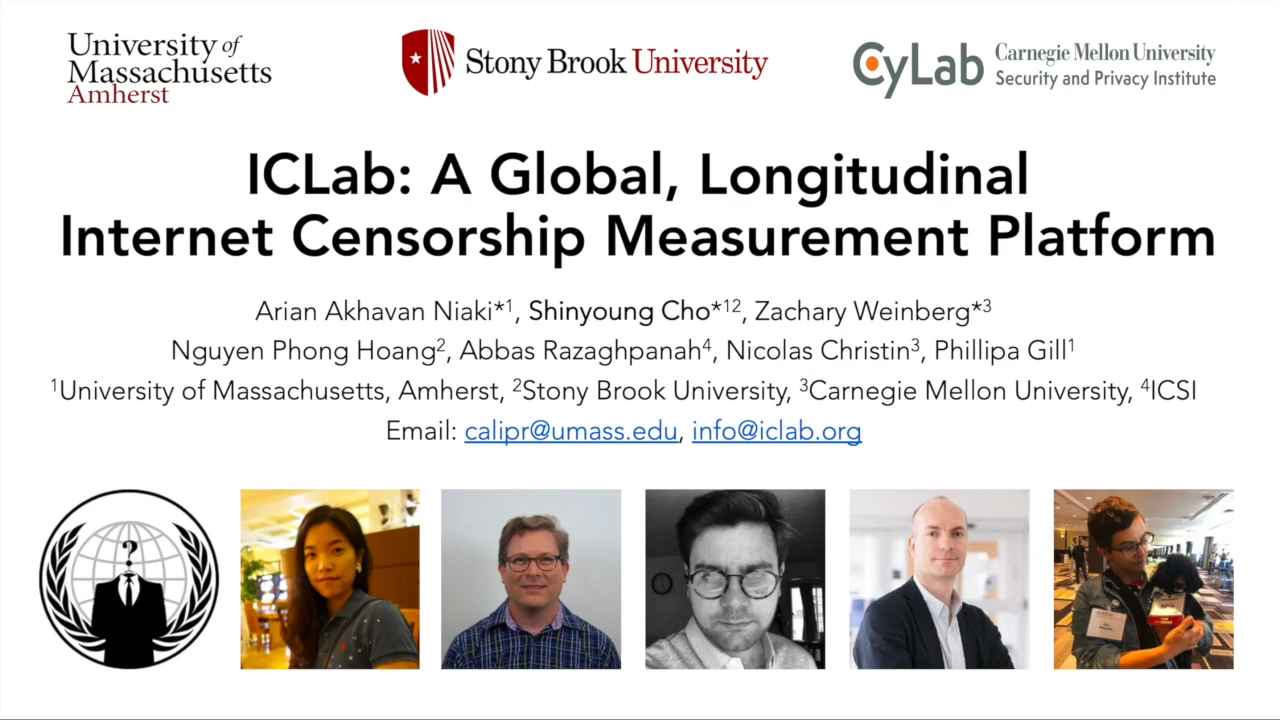 University of
Massachusetts
Amherst
Stony Brook University
CyLab
Carnegie Mellon University
Security and Privacy Institute
ICLab: A Global, Longitudinal
Internet Censorship Measurement Platform
Arian Akhavan Niaki*1, Shinyoung Cho*12, Zachary Weinberg*3
Nguyen Phong Hoang2, Abbas Razaghpanah4, Nicolas Christin3, Phillipa Gill1
1University of Massachusetts, Amherst, 2Stony Brook University, 3Carnegie Mellon University, 4ICSI
Email: calipr@umass.edu, info@iclab.org
?